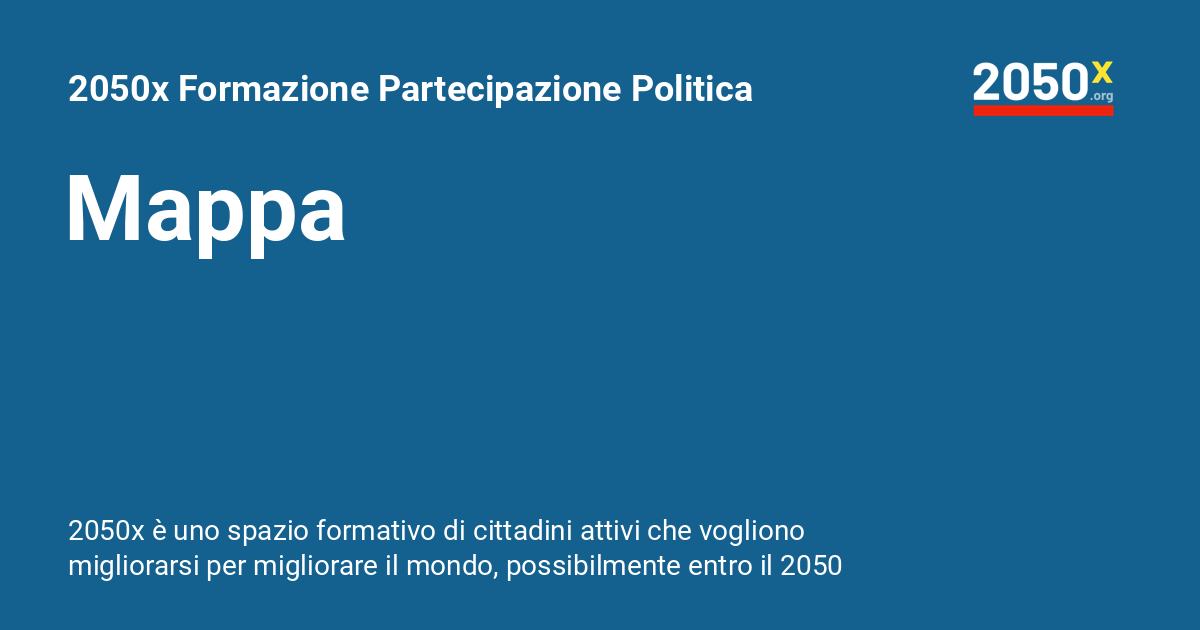 2050x Formazione Partecipazione Politica
2050x
.org
Mappa
2050x è uno spazio formativo di cittadini attivi che vogliono
migliorarsi per migliorare il mondo, possibilmente entro il 2050